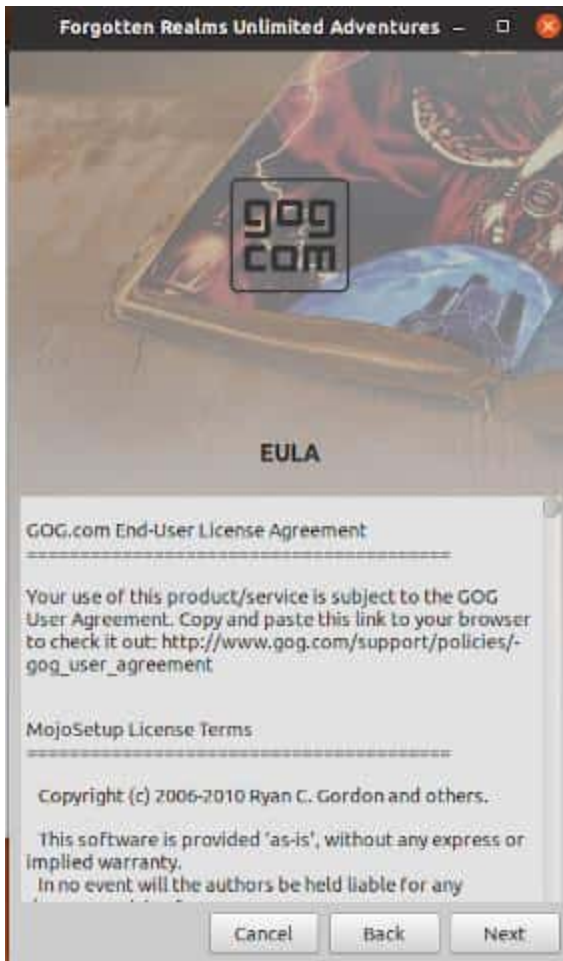 Forgotten Realms Unlimited Adventures
gog
com
EULA
GOG.com End-User License Agreement
==========================================
Your use of this product/service is subject to the GOG
User Agreement. Copy and paste this link to your browser
to check it out: http://www.gog.com/support/policies/-
gog_user_agreement
MojoSetup License Terms
==========================================
Copyright (c) 2006-2010 Ryan C. Gordon and others.
This software is provided 'as-is', without any express or
implied warranty.
In no event will the authors be held liable for any
Cancel
Back
Next